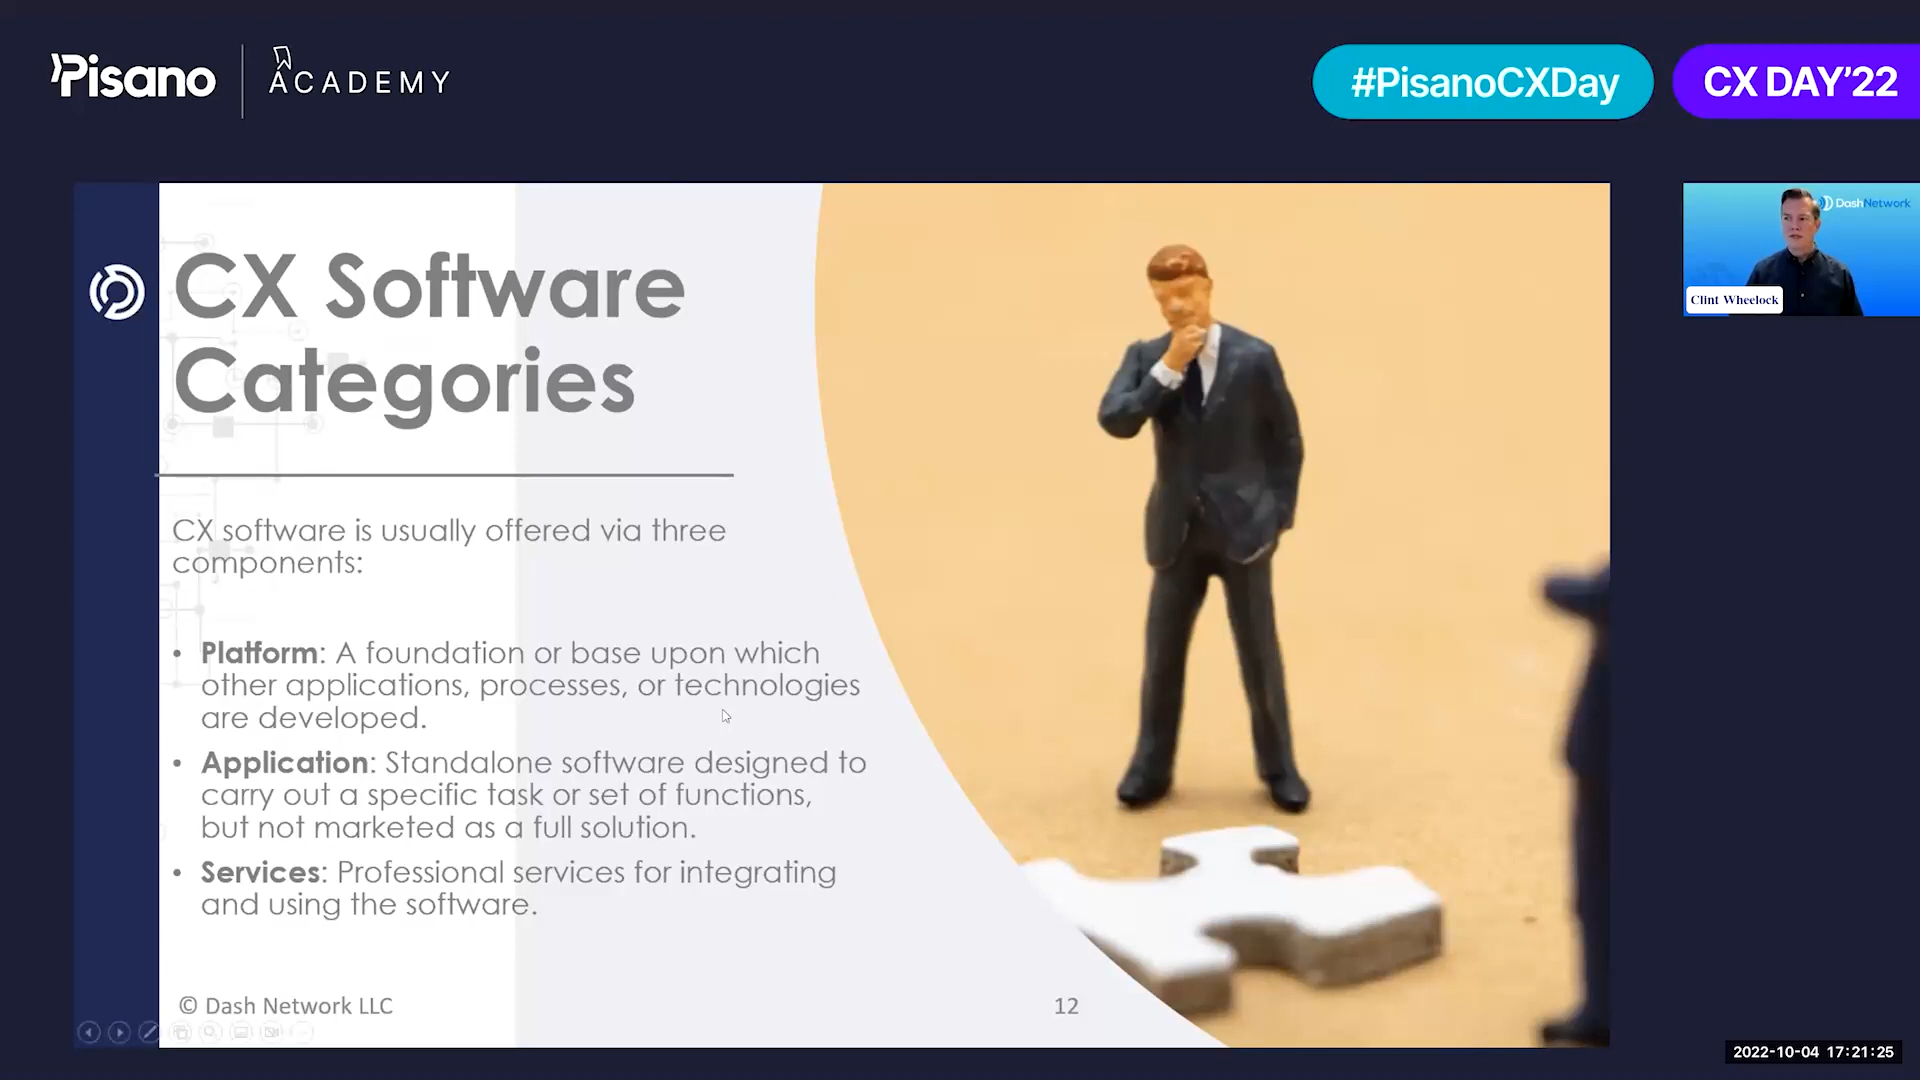 Pisano
ACADEMY
#PisanoCXDay
CX DAY'22
DashNetwork
Clint Wheelock
CX Software
Categories
CX software is usually offered via three
components:
• Platform: A foundation or base upon which
other applications, processes, or technologies
are developed.
• Application: Standalone software designed to
carry out a specific task or set of functions,
but not marketed as a full solution.
• Services: Professional services for integrating
and using the software.
© Dash Network LLC
12
2022-10-04 17:21:25